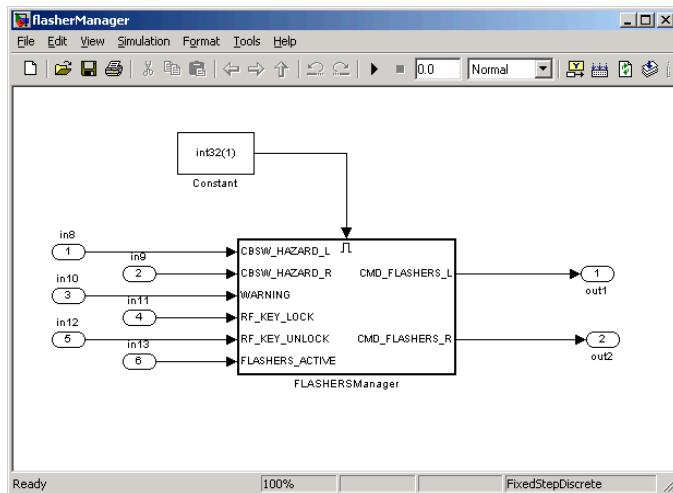 flasherManager
File Edit View Simulation Format Tools Help
0.0 Normal
int32(1)
Constant
in8
1
in9
2
in10
3
in11
4
in12
5
in13
6
CBSW_HAZARD_L
CBSW_HAZARD_R
WARNING
RF_KEY_LOCK
RF_KEY_UNLOCK
FLASHERS_ACTIVE
CMD_FLASHERS_L
CMD_FLASHERS_R
FLASHERSManager
1
out1
2
out2
Ready 100% FixedStepDiscrete